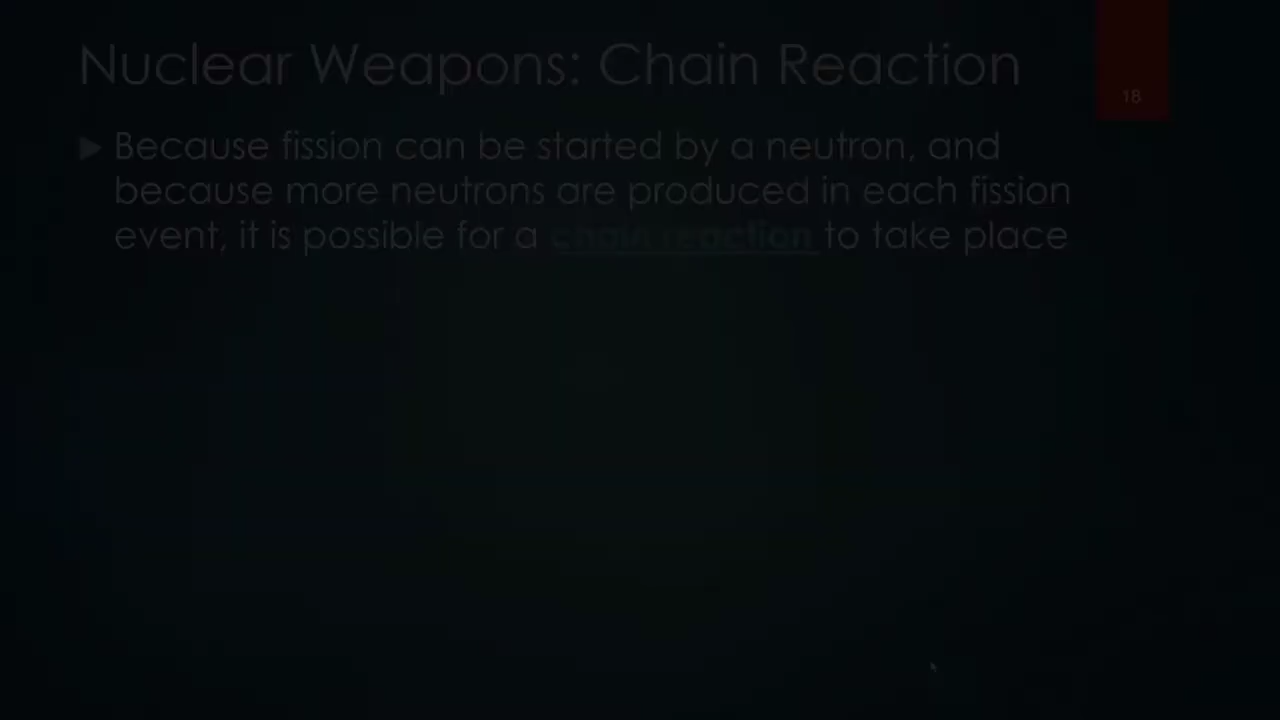 Nuclear Weapons: Chain Reaction
18
Because fission can be started by a neutron, and
because more neutrons are produced in each fission
event, it is possible for a chain reaction to take place